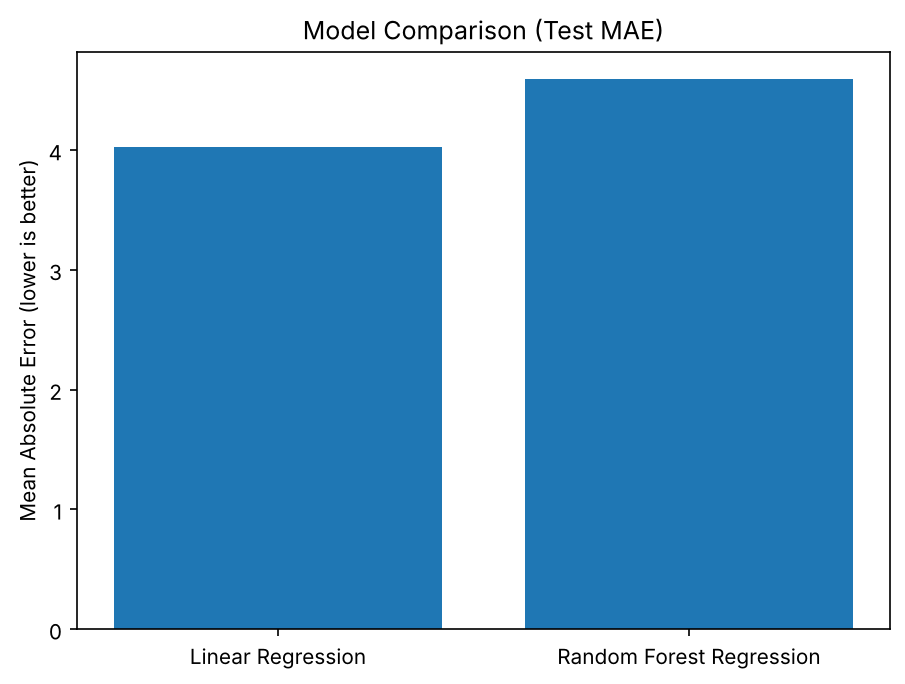 Model Comparison (Test MAE)
Mean Absolute Error (lower is better)
4
3
2
1
0
Linear Regression
Random Forest Regression